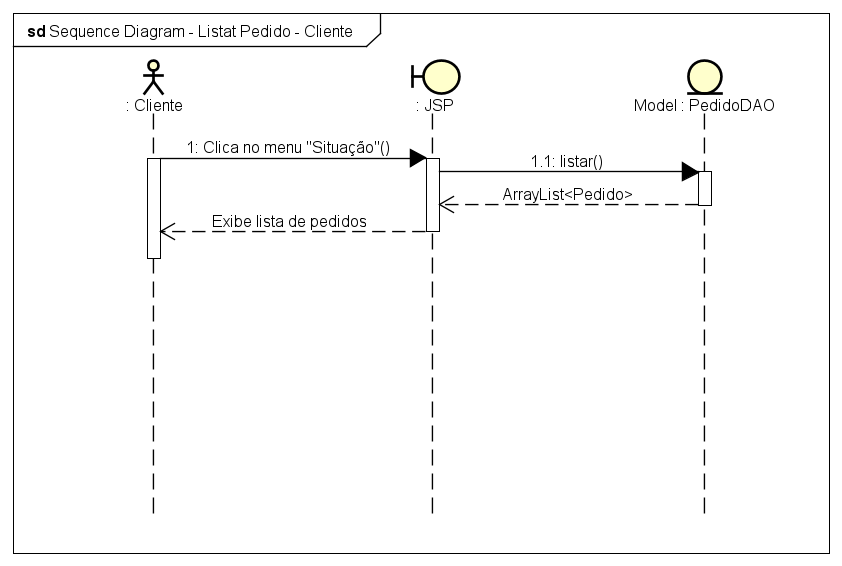 sd Sequence Diagram - Listat Pedido - Cliente
: Cliente
: JSP
Model : PedidoDAO
1: Clica no menu "Situação"()
1.1: listar()
ArrayList<Pedido>
Exibe lista de pedidos